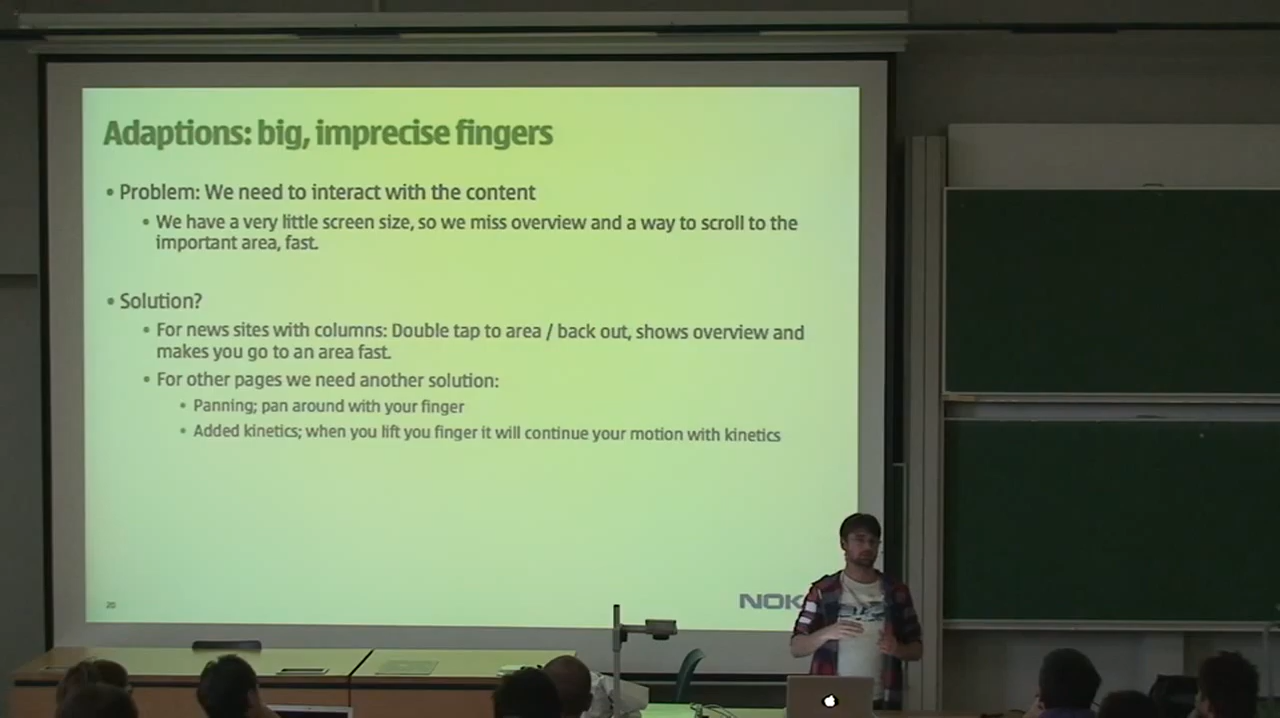 Adaptions: big, imprecise fingers
• Problem: We need to interact with the content
• We have a very little screen size, so we miss overview and a way to scroll to the
important area, fast.
• Solution?
• For news sites with columns: Double tap to area / back out, shows overview and
makes you go to an area fast.
• For other pages we need another solution:
• Panning; pan around with your finger
• Added kinetics; when you lift you finger it will continue your motion with kinetics
20
NOK